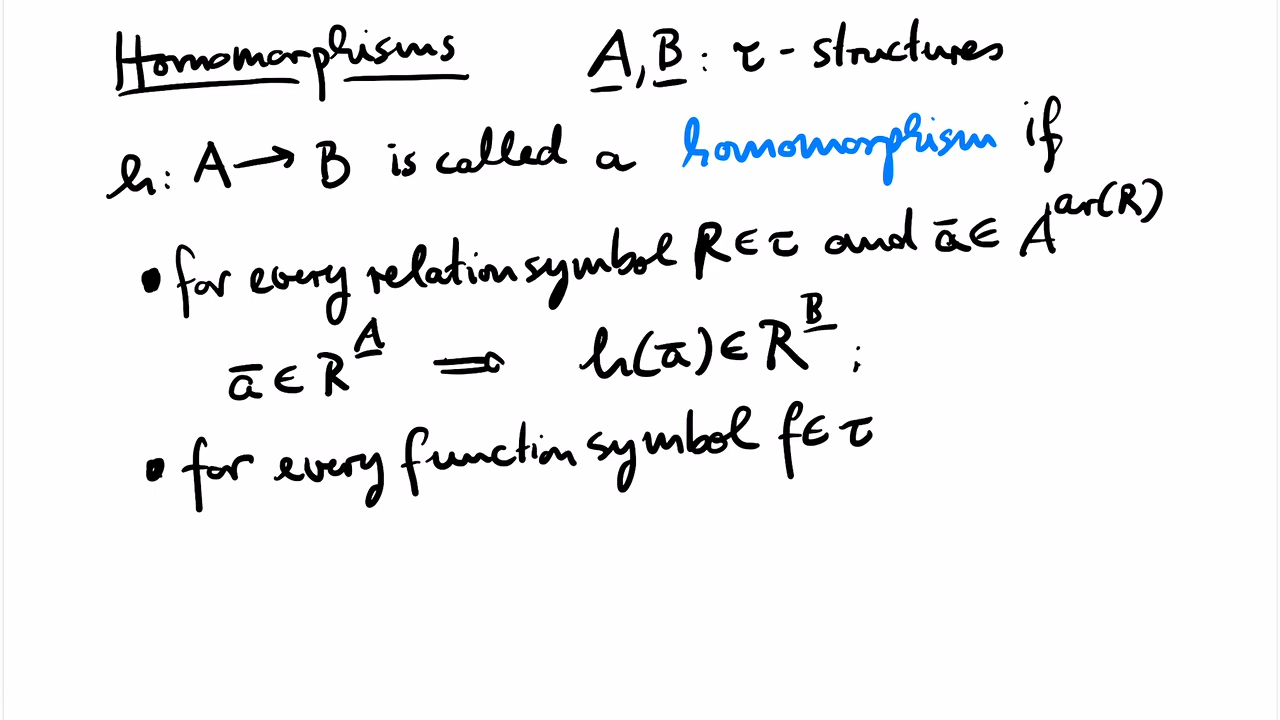 Homomorphisms A, B : τ - structures
h: A → B is called a homomorphism if
• for every relation symbol R ∈ τ and ā ∈ A^ar(R)
ā ∈ R^A ⟹ h(ā) ∈ R^B ;
• for every function symbol f ∈ τ